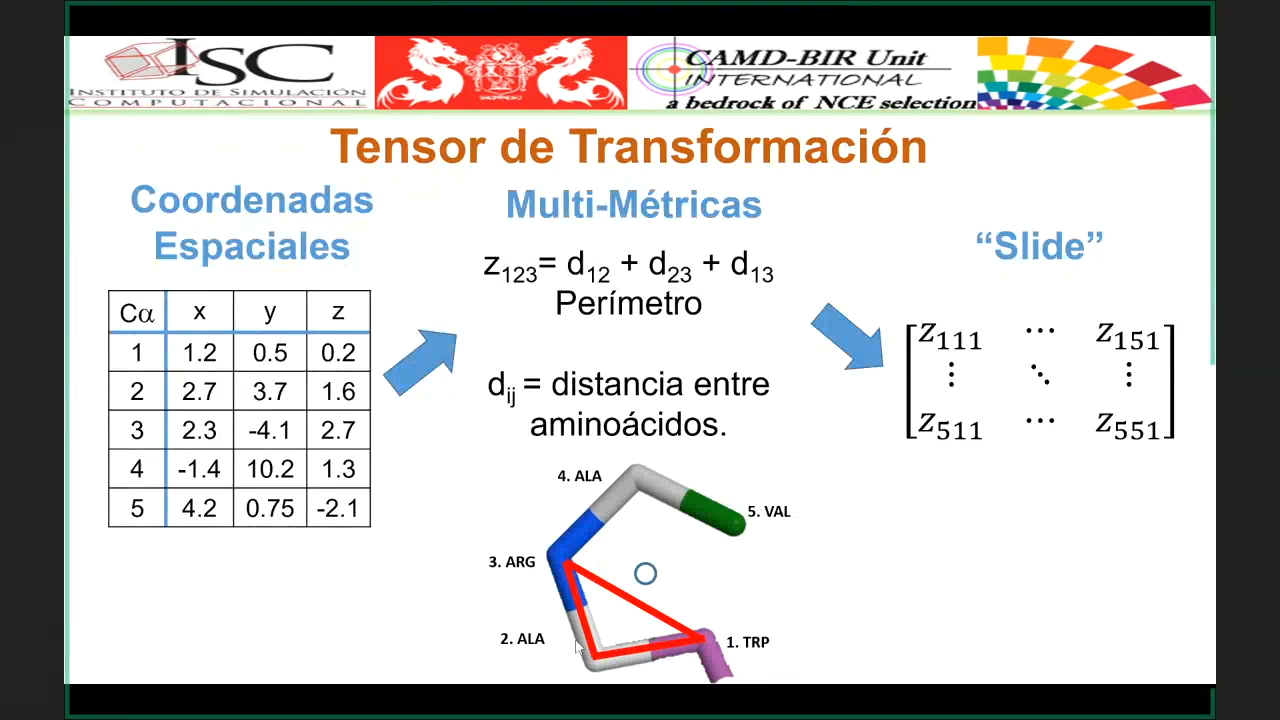 ISC
INSTITUTO DE SIMULACIÓN
COMPUTACIONAL
CAMD-BIR Unit
INTERNATIONAL
a bedrock of NCE selection
Tensor de Transformación
Coordenadas
Espaciales
Cα x y z
1 1.2 0.5 0.2
2 2.7 3.7 1.6
3 2.3 -4.1 2.7
4 -1.4 10.2 1.3
5 4.2 0.75 -2.1
Multi-Métricas
z123= d12 + d23 + d13
Perímetro
dij = distancia entre
aminoácidos.
4. ALA
5. VAL
3. ARG
2. ALA
1. TRP
“Slide”
z111 ⋯ z151
⋮ ⋱ ⋮
z511 ⋯ z551